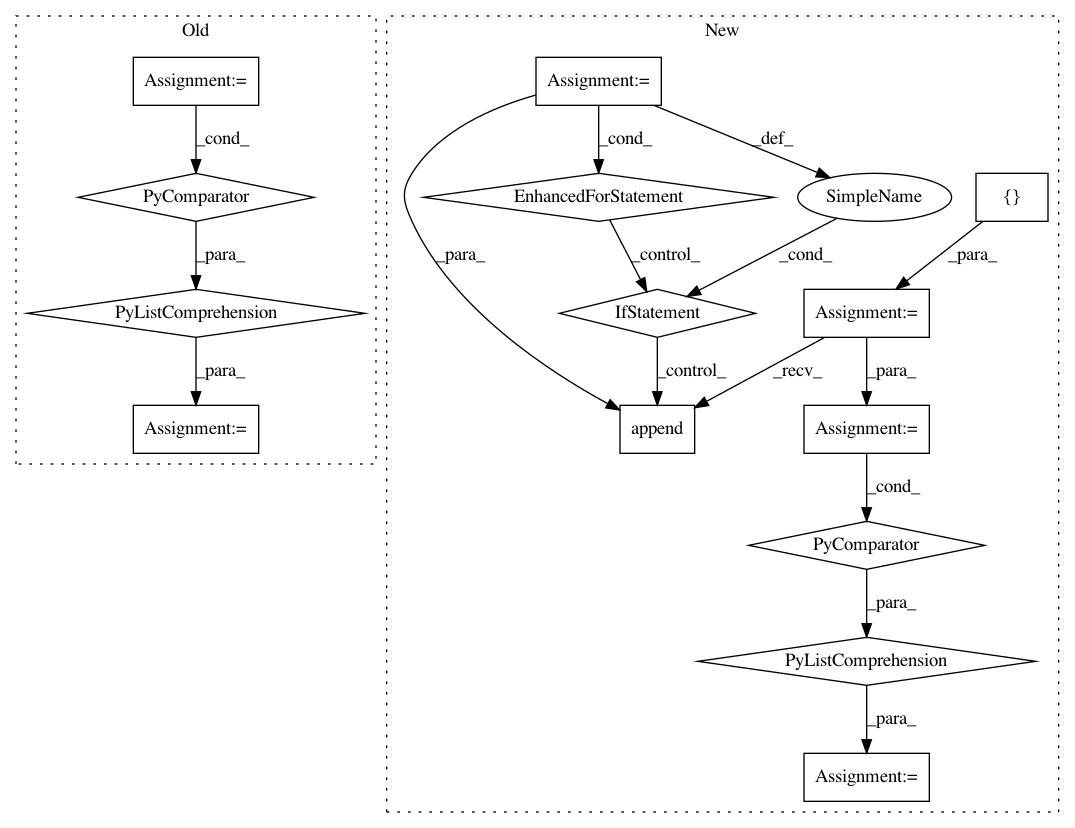 Old
Assignment:=
_cond_
PyComparator
_para_
PyListComprehension
_para_
Assignment:=
New
Assignment:=
_cond_
_def_
EnhancedForStatement
SimpleName
{}
_para_
_control_
_cond_
_para_
IfStatement
Assignment:=
_control_
_recv_
_para_
append
Assignment:=
_cond_
PyComparator
_para_
PyListComprehension
_para_
Assignment:=